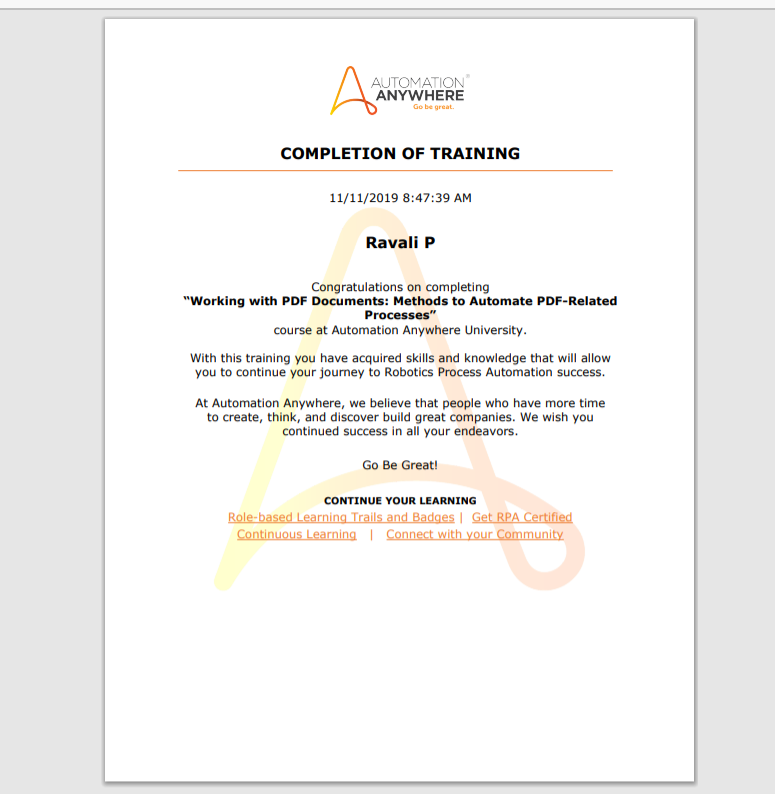 AUTOMATION®
ANYWHERE
Go be great.
COMPLETION OF TRAINING
11/11/2019 8:47:39 AM
Ravali P
Congratulations on completing
“Working with PDF Documents: Methods to Automate PDF-Related
Processes”
course at Automation Anywhere University.
With this training you have acquired skills and knowledge that will allow
you to continue your journey to Robotics Process Automation success.
At Automation Anywhere, we believe that people who have more time
to create, think, and discover build great companies. We wish you
continued success in all your endeavors.
Go Be Great!
CONTINUE YOUR LEARNING
Role-based Learning Trails and Badges | Get RPA Certified
Continuous Learning | Connect with your Community